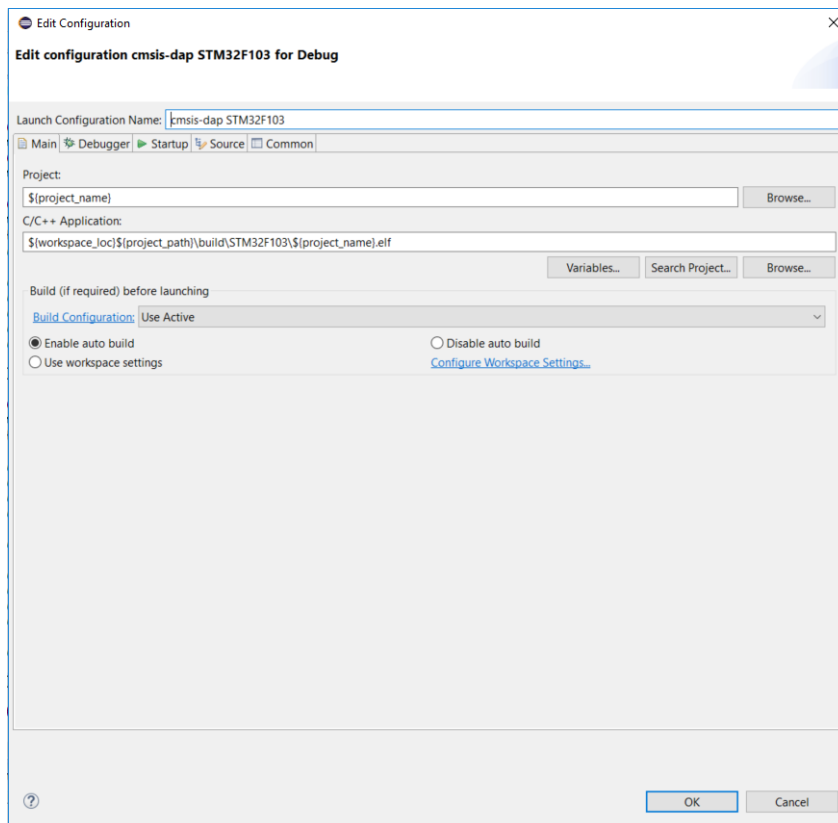 Edit Configuration
Edit configuration cmsis-dap STM32F103 for Debug
Launch Configuration Name: cmsis-dap STM32F103
Main Debugger Startup Source Common
Project:
${project_name} Browse...
C/C++ Application:
${workspace_loc}${project_path}\build\STM32F103\${project_name}.elf
Variables... Search Project... Browse...
Build (if required) before launching
Build Configuration: Use Active
Enable auto build Disable auto build
Use workspace settings Configure Workspace Settings...
OK Cancel